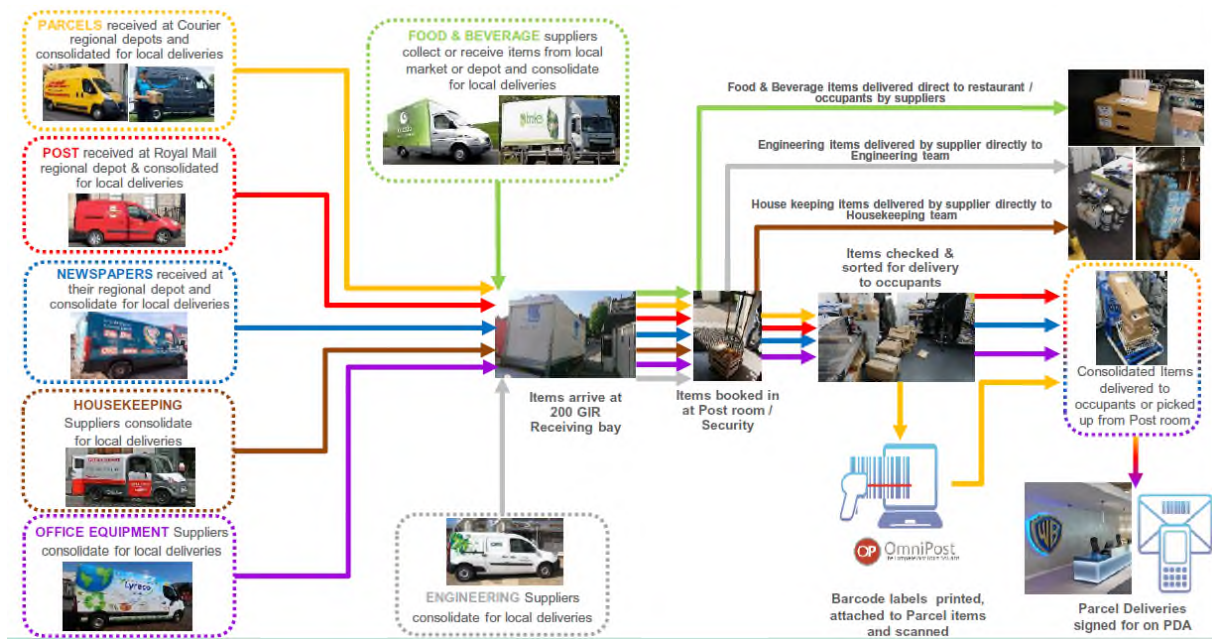 PARCELS received at Courier
regional depots and
consolidated for local deliveries
FOOD & BEVERAGE suppliers
collect or receive items from local
market or depot and consolidate
for local deliveries
POST received at Royal Mail
regional depot & consolidated
for local deliveries
NEWSPAPERS received at
their regional depot and
consolidate for local deliveries
HOUSEKEEPING
Suppliers consolidate
for local deliveries
OFFICE EQUIPMENT Suppliers
consolidate for local deliveries
Lyreco
ENGINEERING Suppliers
consolidate for local deliveries
Items arrive at
200 GIR
Receiving bay
Items booked in
at Post room /
Security
Food & Beverage items delivered direct to restaurant /
occupants by suppliers
Engineering items delivered by supplier directly to
Engineering team
House keeping items delivered by supplier directly to
Housekeeping team
Items checked &
sorted for delivery
to occupants
OP OmniPost
Barcode labels printed,
attached to Parcel items
and scanned
Consolidated Items
delivered to
occupants or picked
up from Post room
Parcel Deliveries
signed for on PDA